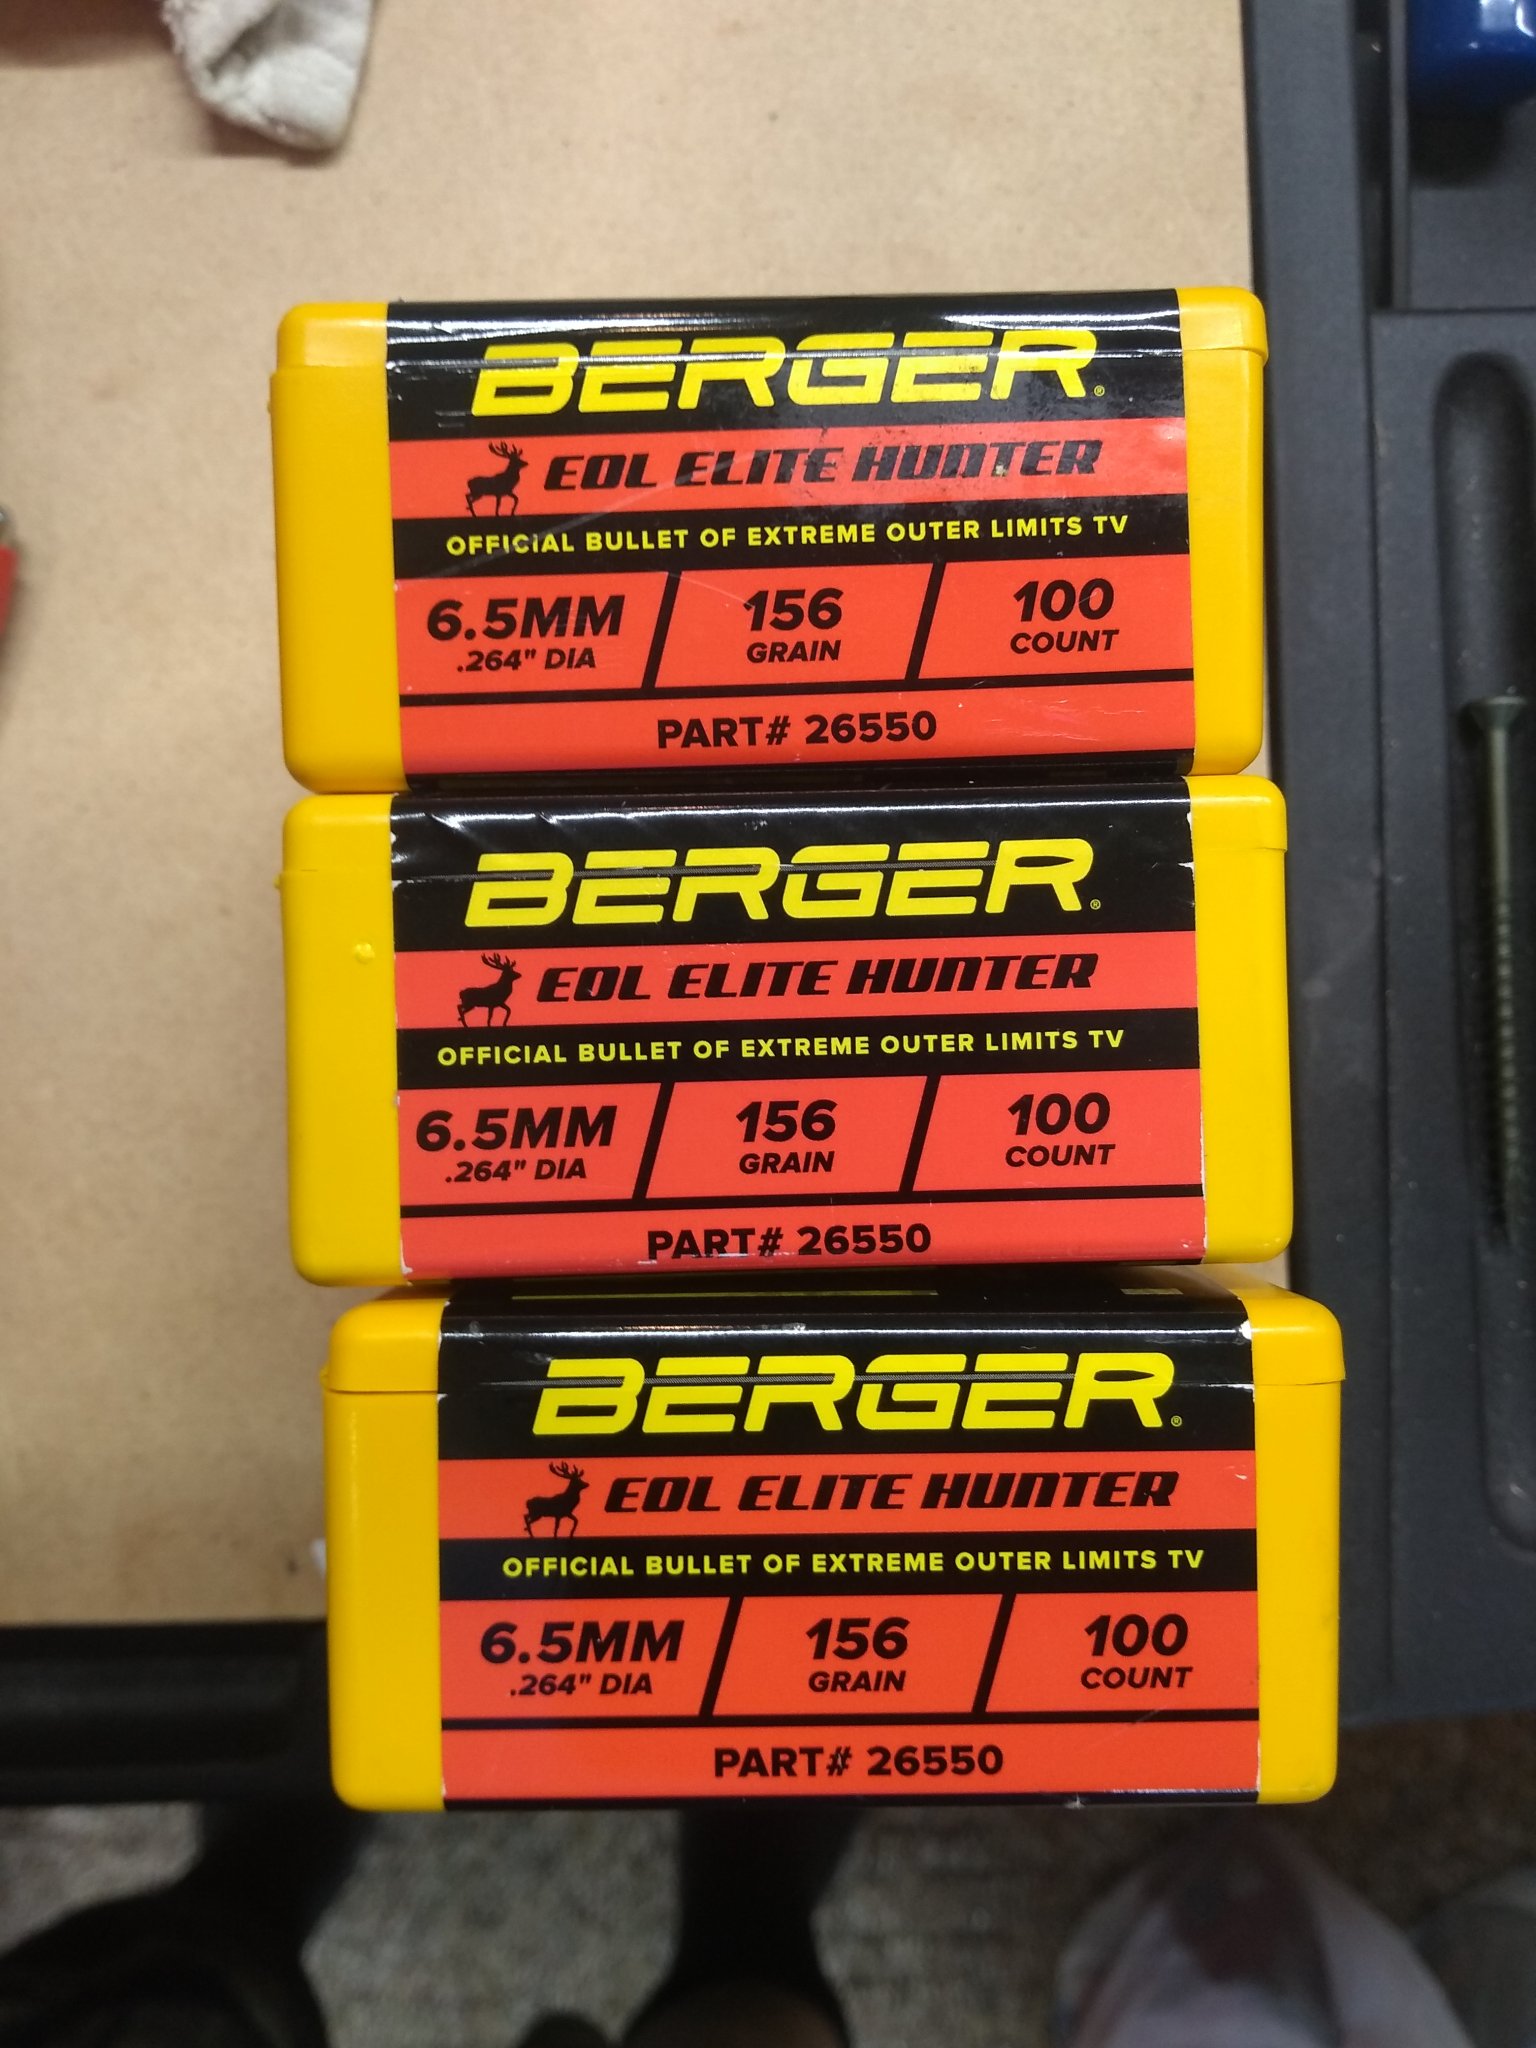 BERGER®
EOL ELITE HUNTER
OFFICIAL BULLET OF EXTREME OUTER LIMITS TV
6.5MM 156 100
.264" DIA GRAIN COUNT
PART# 26550
BERGER®
EOL ELITE HUNTER
OFFICIAL BULLET OF EXTREME OUTER LIMITS TV
6.5MM 156 100
.264" DIA GRAIN COUNT
PART# 26550
BERGER®
EOL ELITE HUNTER
OFFICIAL BULLET OF EXTREME OUTER LIMITS TV
6.5MM 156 100
.264" DIA GRAIN COUNT
PART# 26550